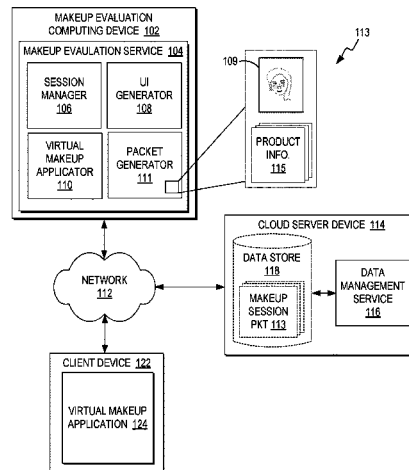 MAKEUP EVALUATION
COMPUTING DEVICE 102
MAKEUP EVAULATION SERVICE 104
SESSION
MANAGER
106
UI
GENERATOR
108
VIRTUAL
MAKEUP
APPLICATOR
110
PACKET
GENERATOR
111
109
PRODUCT
INFO.
115
113
CLOUD SERVER DEVICE 114
DATA STORE
118
MAKEUP
SESSION
PKT 113
DATA
MANAGEMENT
SERVICE
116
NETWORK
112
CLIENT DEVICE 122
VIRTUAL MAKEUP
APPLICATION 124